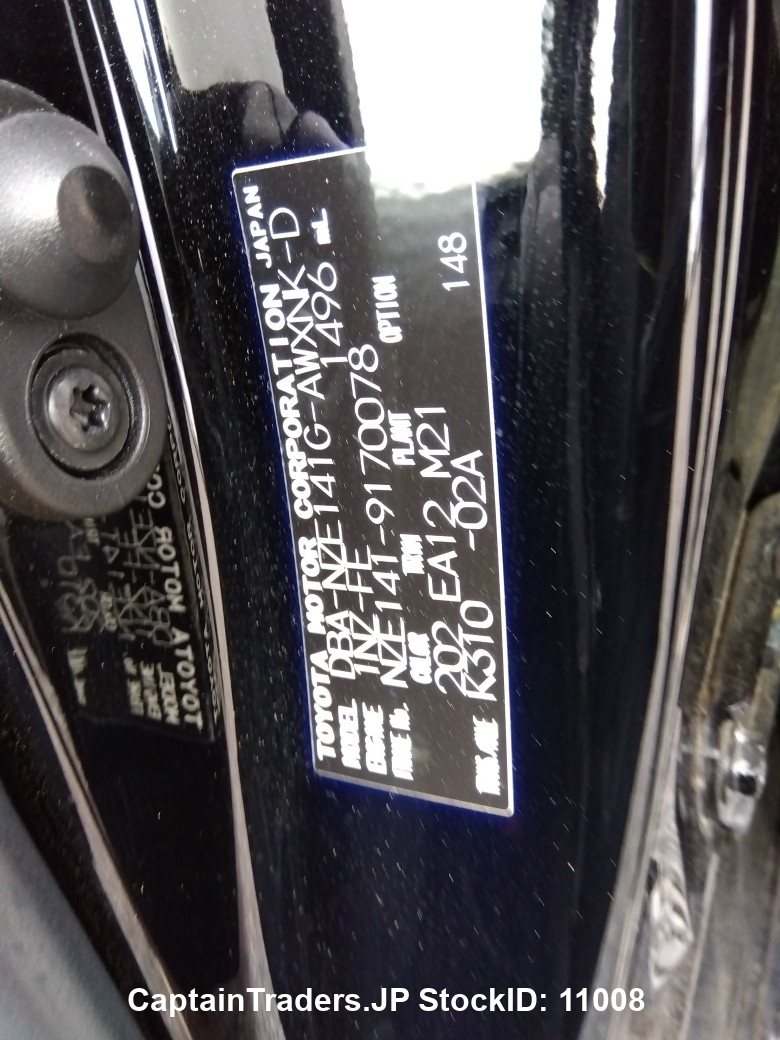 TOYOTA MOTOR CORPORATION JAPAN
MODEL DBA-NZE141G-AWXNK-D
ENGINE 1NZ-FE 1496 mL
FRAME No. NZE141-9170078
COLOR TRIM PLANT OPTION
202 EA12 M21
TRANS./AXLE K310 -02A 148
CaptainTraders.JP StockID: 11008